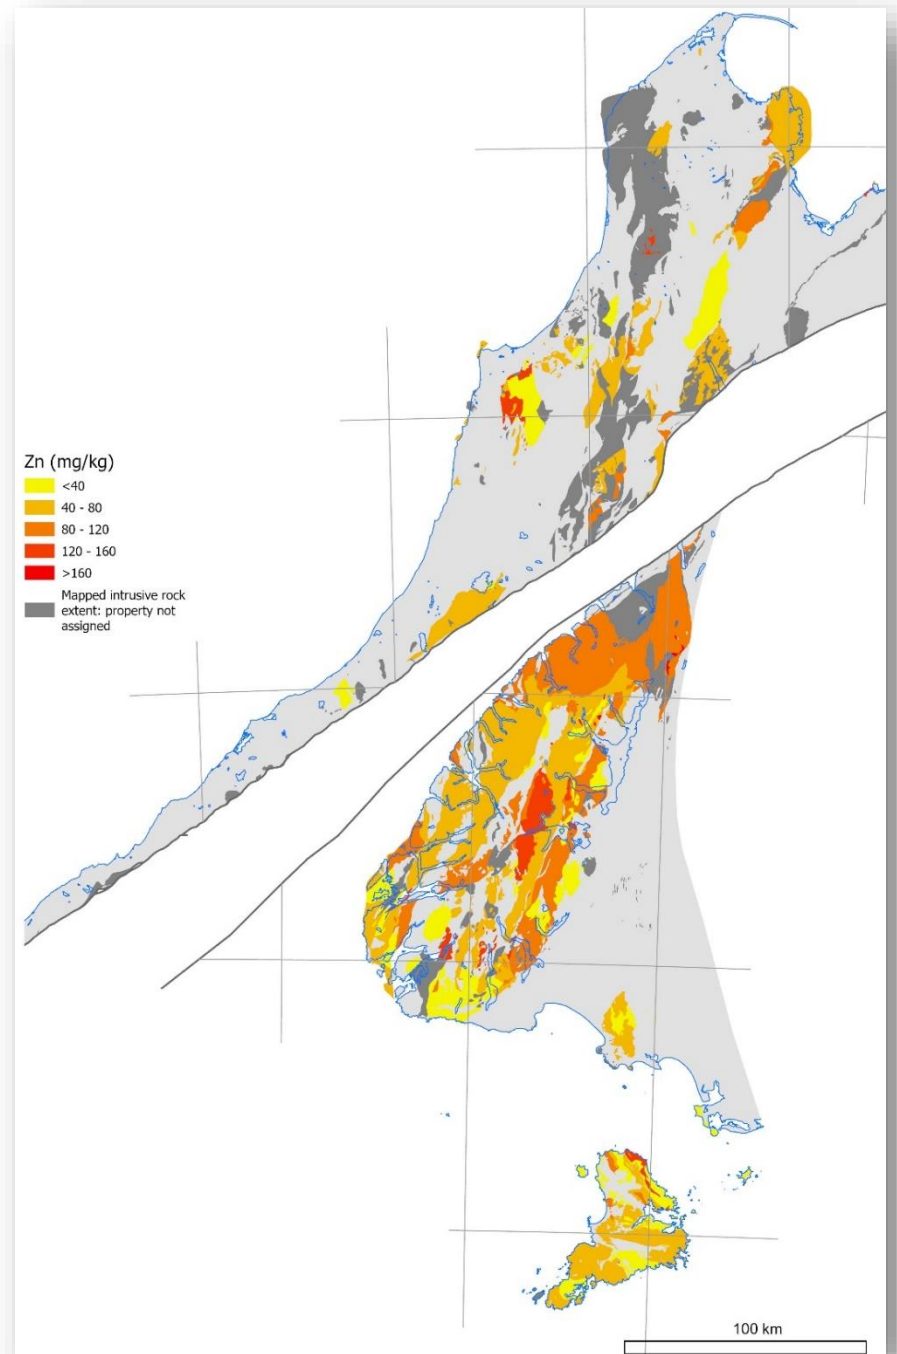 Zn (mg/kg)
<40
40 - 80
80 - 120
120 - 160
>160
Mapped intrusive rock
extent: property not
assigned
100 km